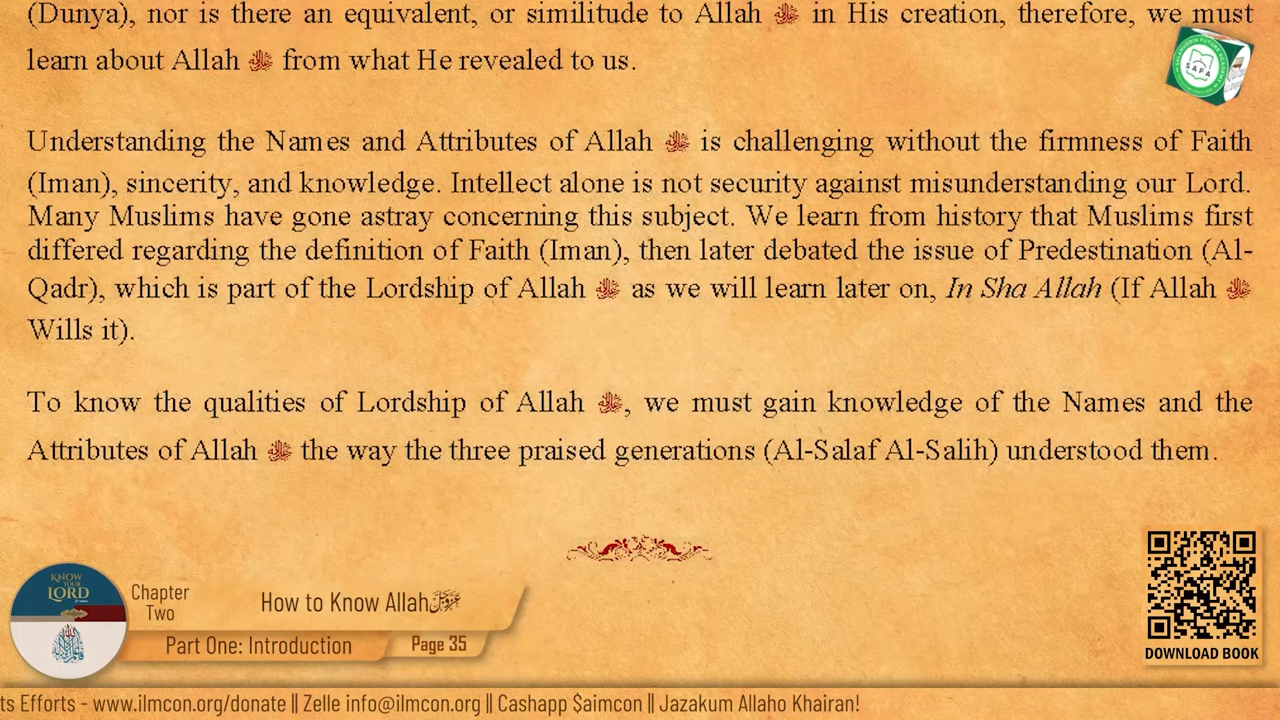 (Dunya), nor is there an equivalent, or similitude to Allah ﷻ in His creation, therefore, we must
learn about Allah ﷻ from what He revealed to us.
Understanding the Names and Attributes of Allah ﷻ is challenging without the firmness of Faith
(Iman), sincerity, and knowledge. Intellect alone is not security against misunderstanding our Lord.
Many Muslims have gone astray concerning this subject. We learn from history that Muslims first
differed regarding the definition of Faith (Iman), then later debated the issue of Predestination (Al-
Qadr), which is part of the Lordship of Allah ﷻ as we will learn later on, In Sha Allah (If Allah ﷻ
Wills it).
To know the qualities of Lordship of Allah ﷻ, we must gain knowledge of the Names and the
Attributes of Allah ﷻ the way the three praised generations (Al-Salaf Al-Salih) understood them.
SAFA
KNOW
YOUR
LORD
Chapter
Two
How to Know Allah عَزَّوَجَلَّ
Part One: Introduction
Page 35
DOWNLOAD BOOK
ts Efforts - www.ilmcon.org/donate || Zelle info@ilmcon.org || Cashapp $aimcon || Jazakum Allaho Khairan!